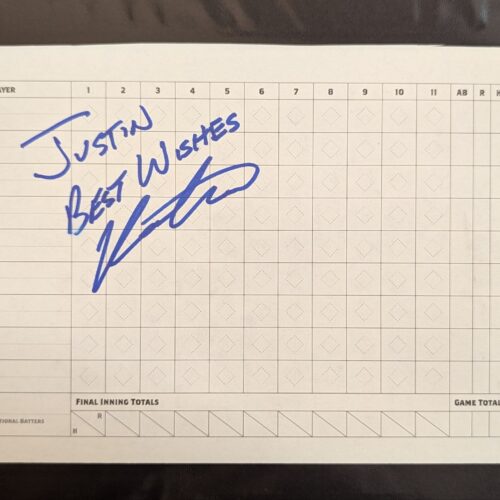 AYER 1 2 3 4 5 6 7 8 9 10 11 AB R H
JUSTIN
BEST WISHES
FINAL INNING TOTALS GAME TOTAL
TIONAL BATTERS R
H